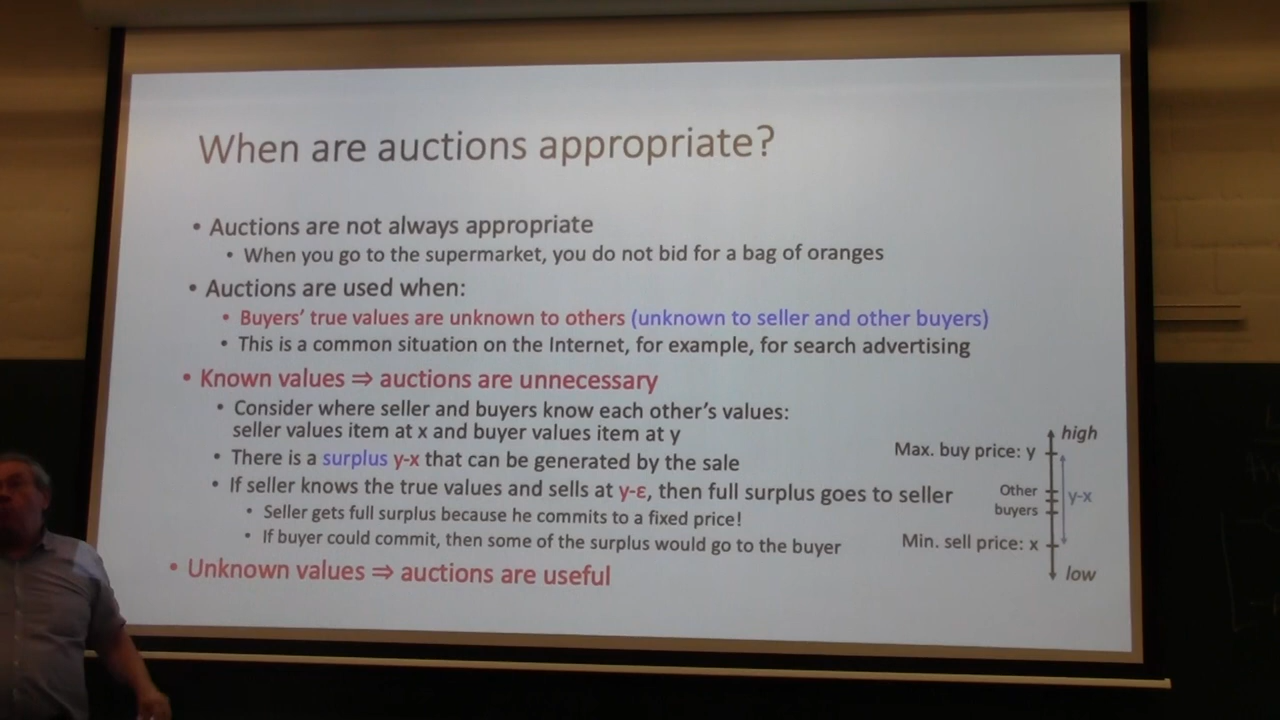 When are auctions appropriate?
• Auctions are not always appropriate
• When you go to the supermarket, you do not bid for a bag of oranges
• Auctions are used when:
• Buyers' true values are unknown to others (unknown to seller and other buyers)
• This is a common situation on the Internet, for example, for search advertising
• Known values ⇒ auctions are unnecessary
• Consider where seller and buyers know each other's values:
seller values item at x and buyer values item at y
• There is a surplus y-x that can be generated by the sale
• If seller knows the true values and sells at y-ε, then full surplus goes to seller
• Seller gets full surplus because he commits to a fixed price!
• If buyer could commit, then some of the surplus would go to the buyer
• Unknown values ⇒ auctions are useful
high
Max. buy price: y
Other
buyers
y-x
Min. sell price: x
low